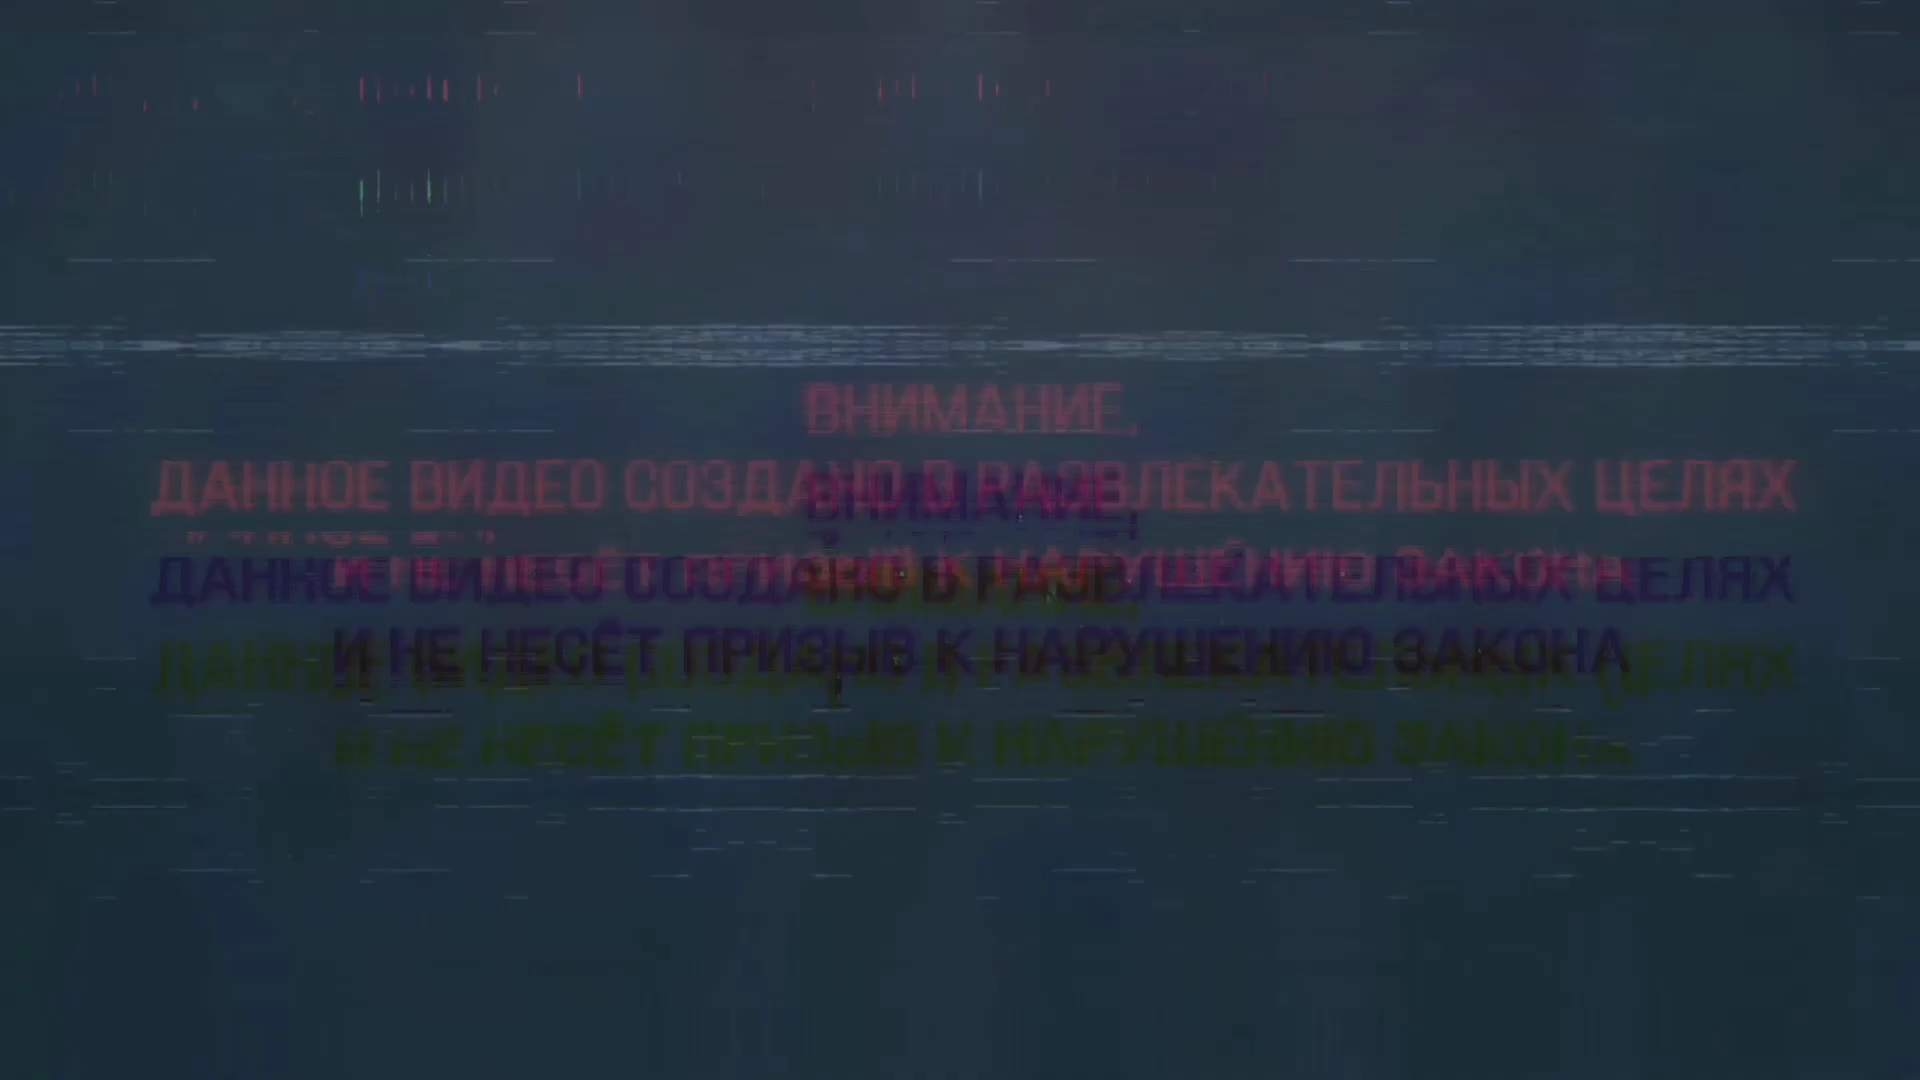 ВНИМАНИЕ,
ДАННОЕ ВИДЕО СОЗДАНО В РАЗВЛЕКАТЕЛЬНЫХ ЦЕЛЯХ
И НЕ НЕСЁТ ПРИЗЫВ К НАРУШЕНИЮ ЗАКОНА